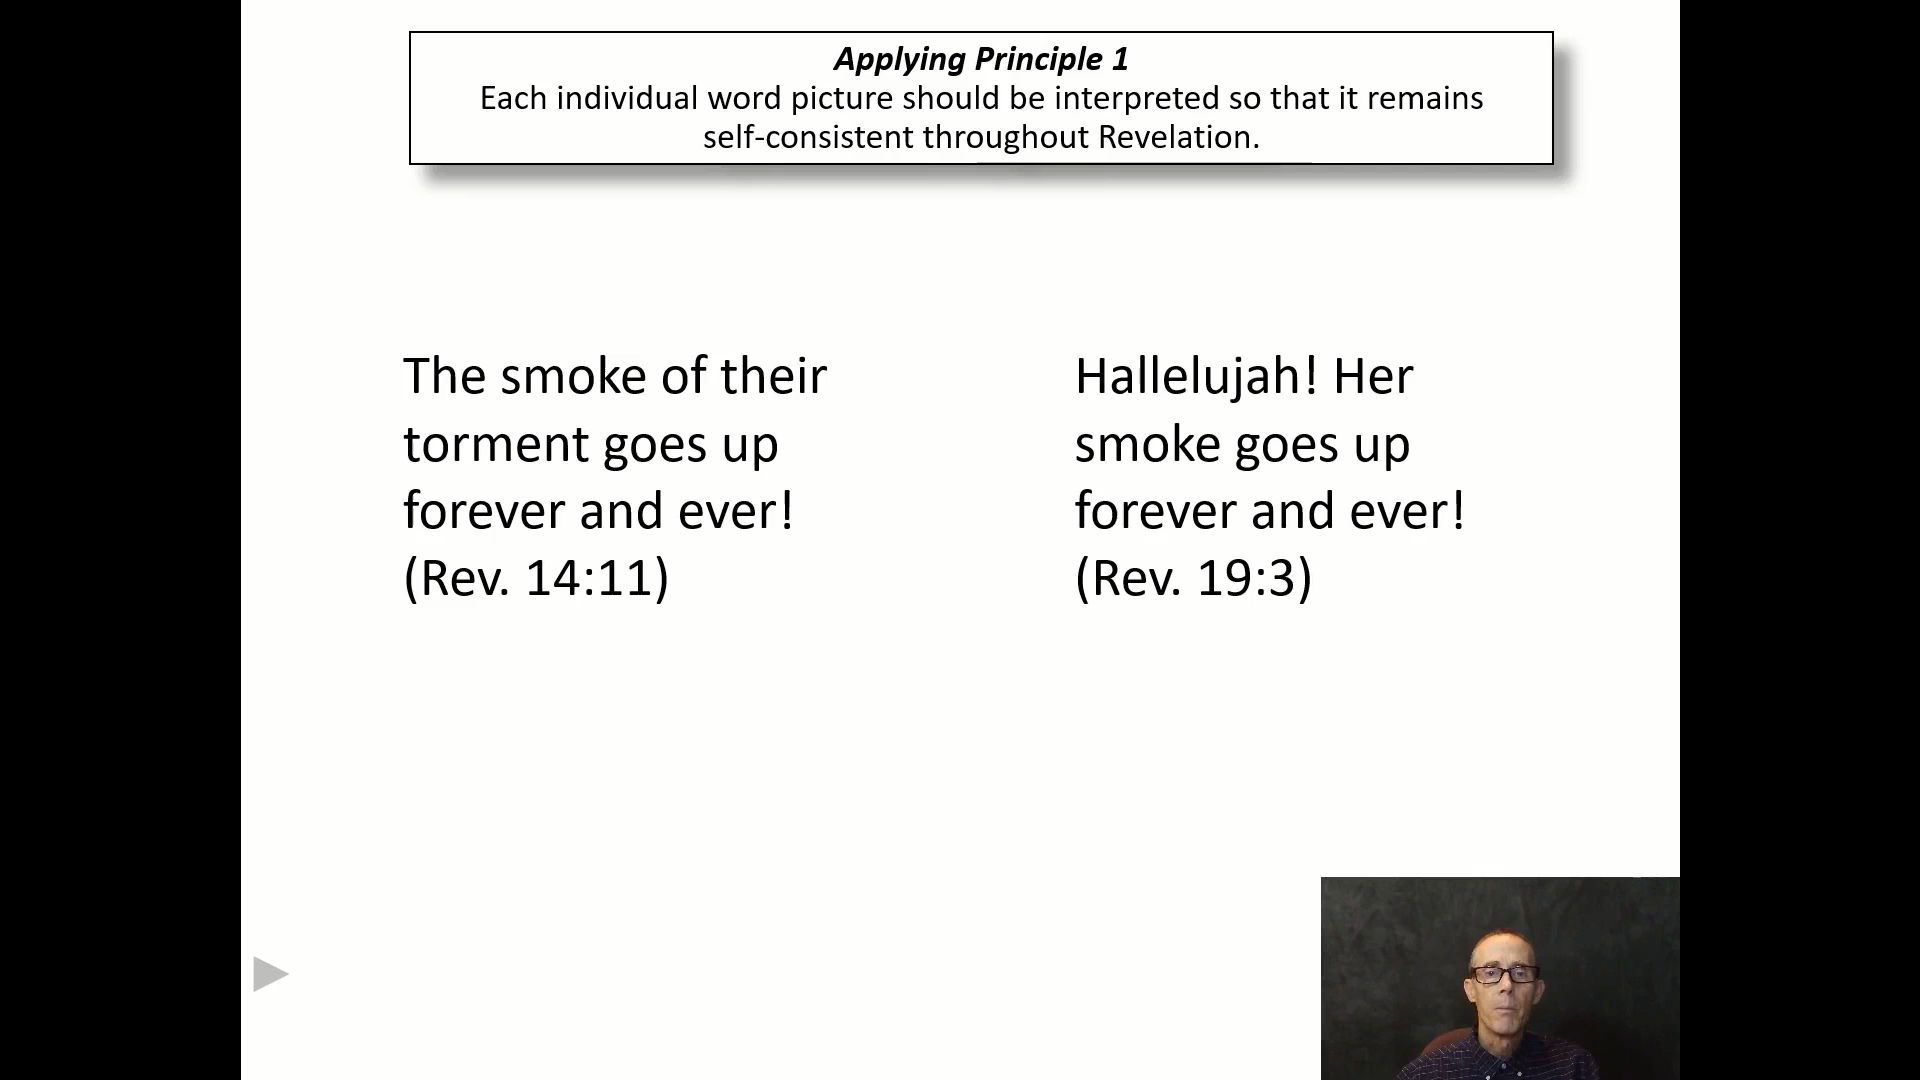 Applying Principle 1
Each individual word picture should be interpreted so that it remains
self-consistent throughout Revelation.
The smoke of their
torment goes up
forever and ever!
(Rev. 14:11)
Hallelujah! Her
smoke goes up
forever and ever!
(Rev. 19:3)